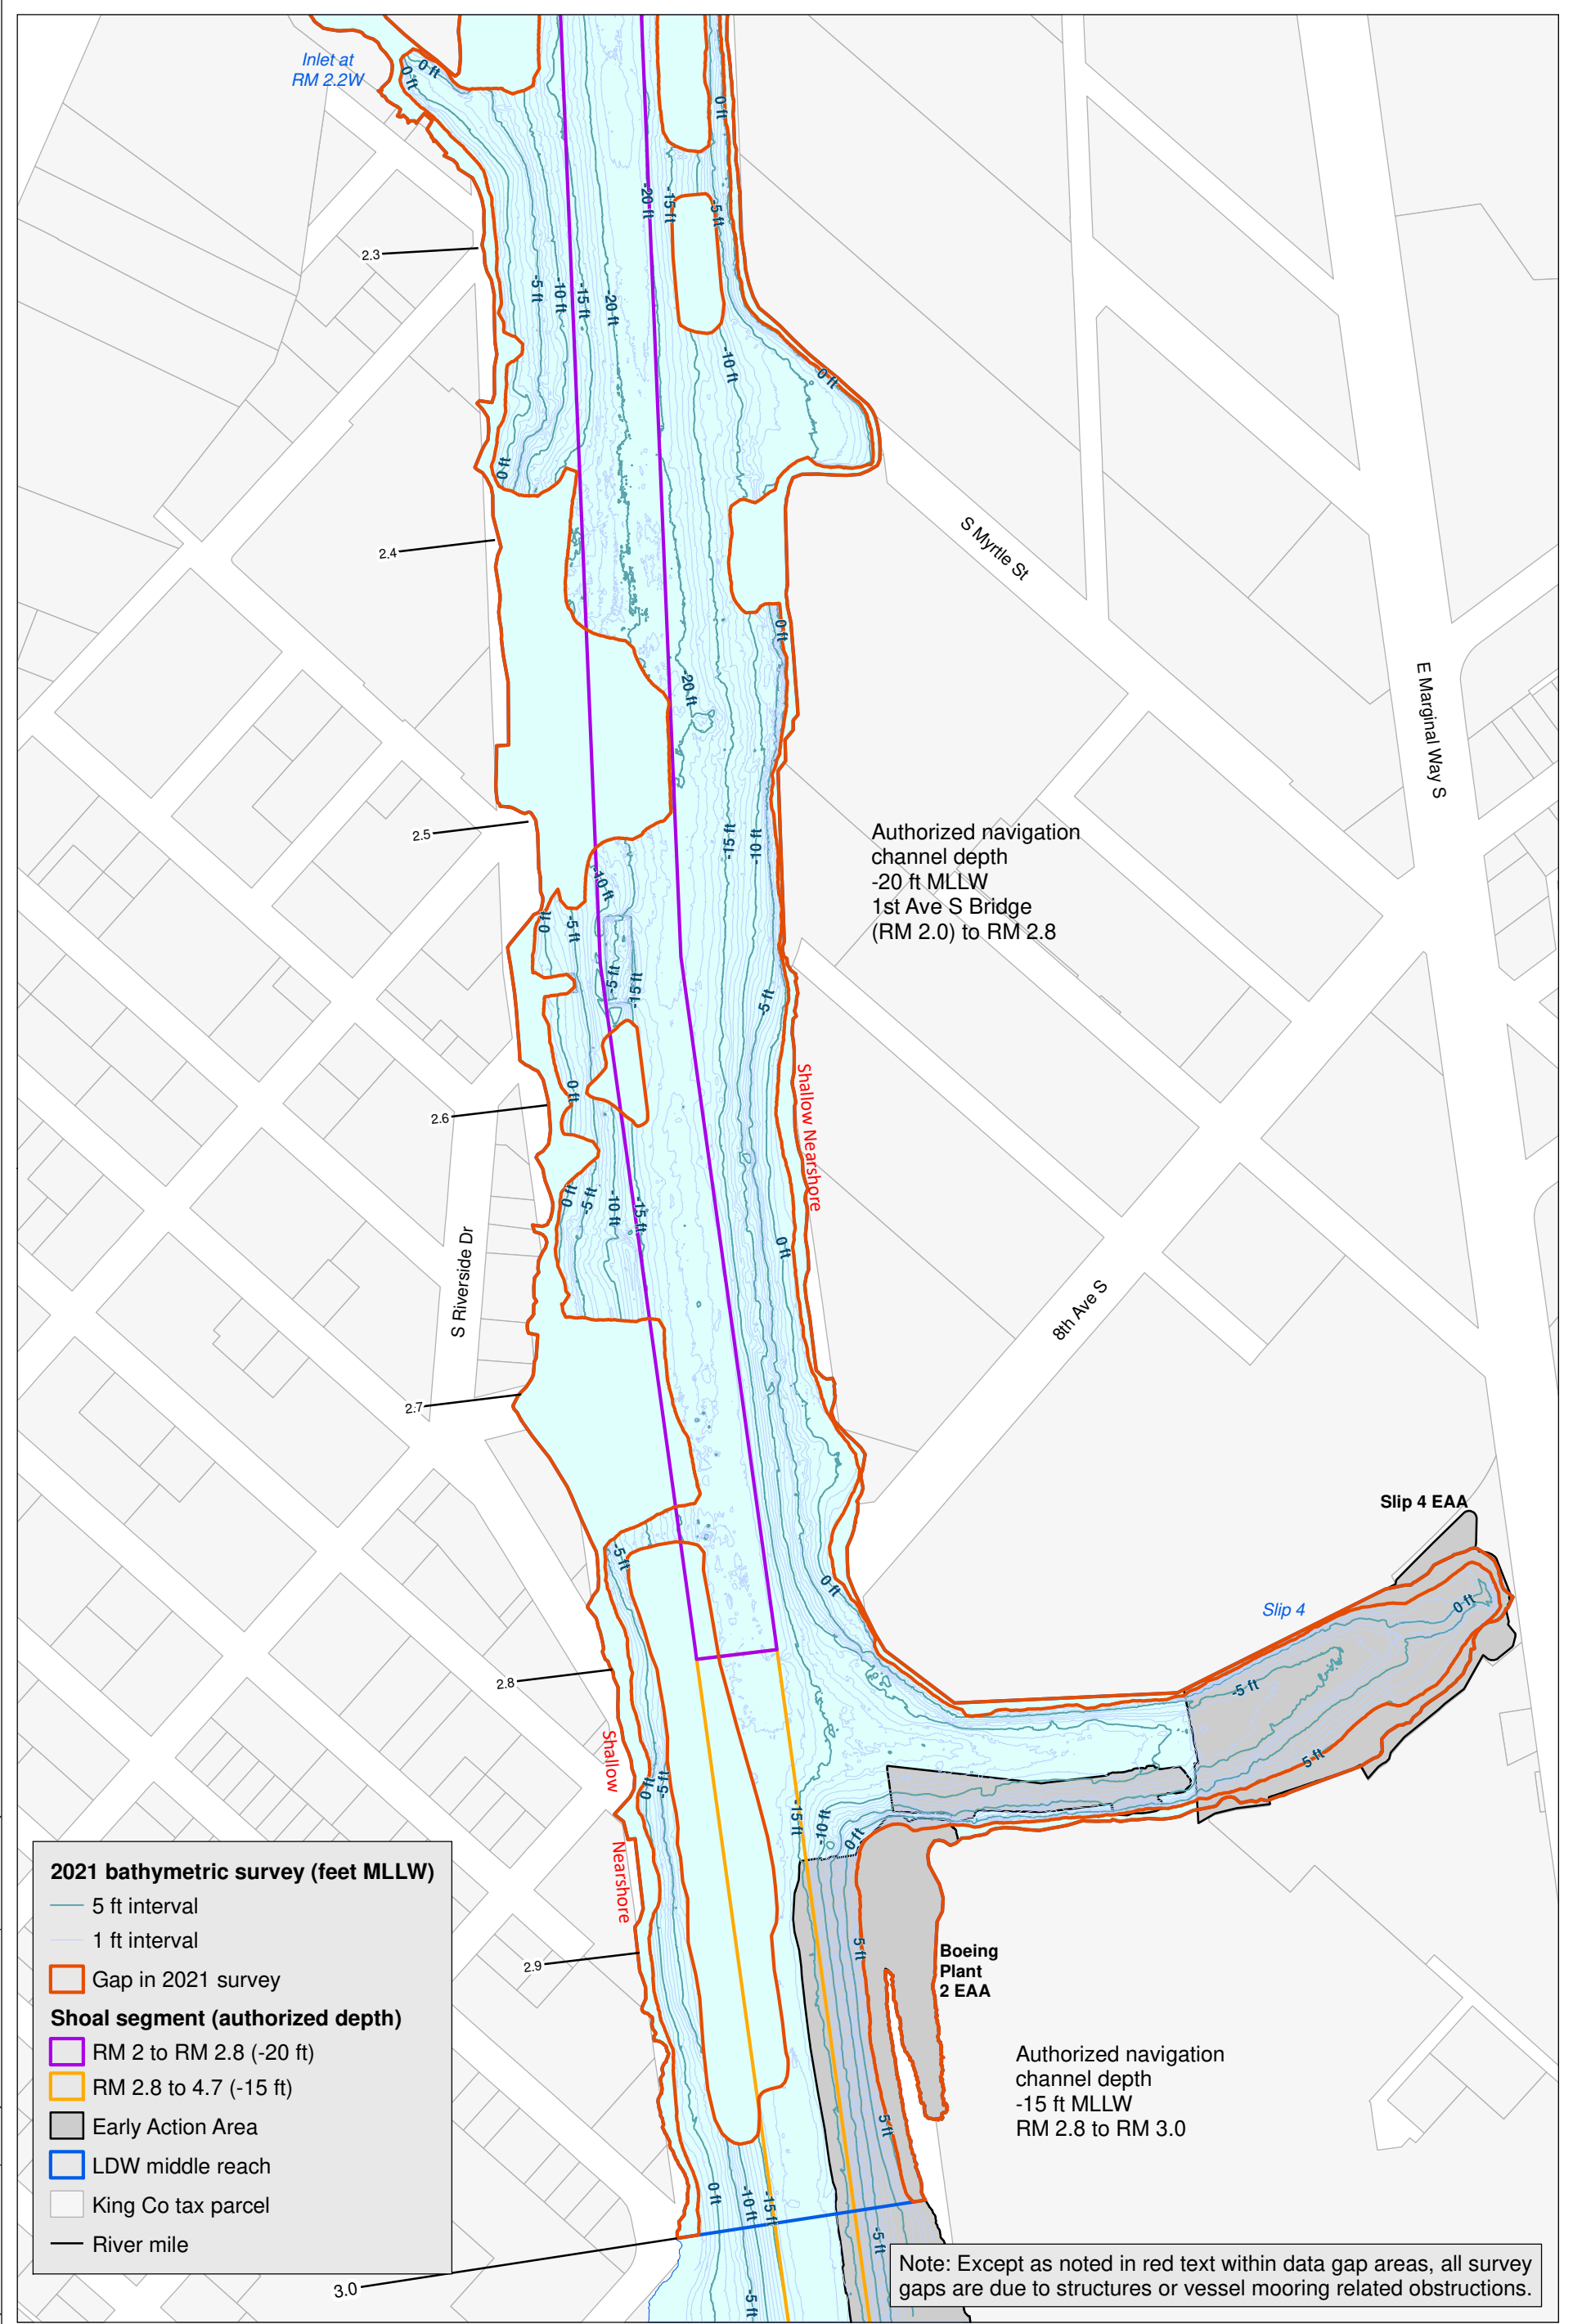 Inlet at
RM 2.2W
0 ft
0 ft
0 ft
-20 ft
-15 ft
-5 ft
2.3
-5 ft
-10 ft
-15 ft
-20 ft
-10 ft
0 ft
0 ft
2.4
S Myrtle St
0 ft
-20 ft
E Marginal Way S
2.5
-15 ft
-10 ft
Authorized navigation
channel depth
-20 ft MLLW
1st Ave S Bridge
(RM 2.0) to RM 2.8
-10 ft
0 ft
-5 ft
-5 ft
-15 ft
-5 ft
2.6
0 ft
Shallow Nearshore
0 ft
-5 ft
-10 ft
-15 ft
0 ft
S Riverside Dr
8th Ave S
2.7
Slip 4 EAA
-5 ft
0 ft
Slip 4
0 ft
2.8
-5 ft
Shallow
0 ft
-5 ft
5 ft
-15 ft
-10 ft
0 ft
Nearshore
2.9
5 ft
Boeing
Plant
2 EAA
Authorized navigation
channel depth
-15 ft MLLW
RM 2.8 to RM 3.0
5 ft
0 ft
-10 ft
-15 ft
-5 ft
3.0
-5 ft
2021 bathymetric survey (feet MLLW)
5 ft interval
1 ft interval
Gap in 2021 survey
Shoal segment (authorized depth)
RM 2 to RM 2.8 (-20 ft)
RM 2.8 to 4.7 (-15 ft)
Early Action Area
LDW middle reach
King Co tax parcel
River mile
Note: Except as noted in red text within data gap areas, all survey
gaps are due to structures or vessel mooring related obstructions.